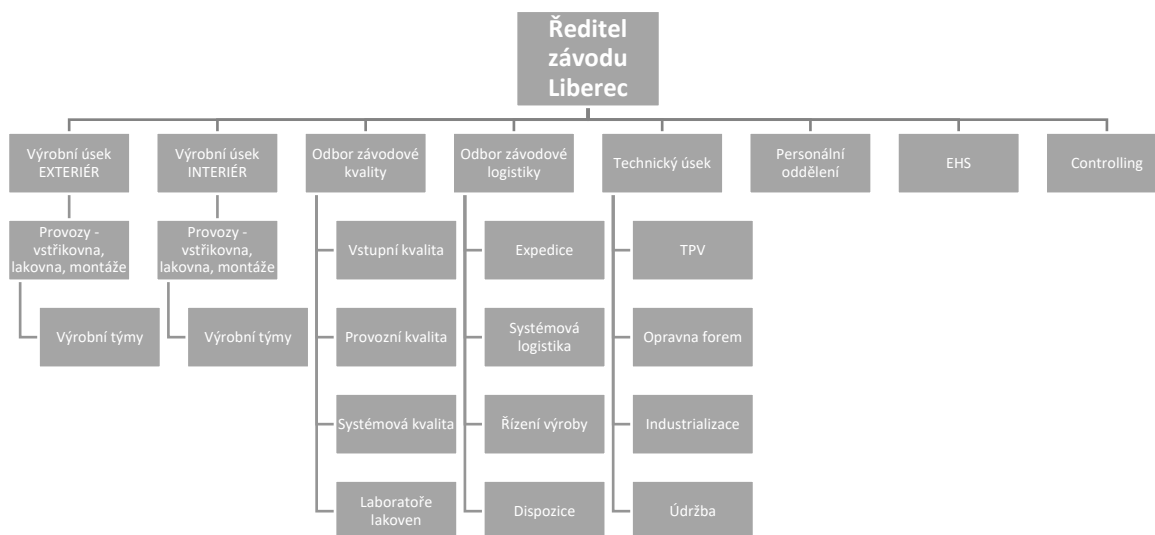 Ředitel
závodu
Liberec
Výrobní úsek
EXTERIÉR
Výrobní úsek
INTERIÉR
Odbor závodové
kvality
Odbor závodové
logistiky
Technický úsek
Personální
oddělení
EHS
Controlling
Provozy -
vstřikovna,
lakovna, montáže
Provozy -
vstřikovna,
lakovna, montáže
Vstupní kvalita
Expedice
TPV
Výrobní týmy
Výrobní týmy
Provozní kvalita
Systémová
logistika
Opravna forem
Systémová kvalita
Řízení výroby
Industrializace
Laboratoře
lakoven
Dispozice
Údržba